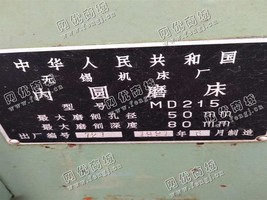 中华人民共和国
无锡机床厂
内圆磨床
型号 MD215
最大磨削孔径 50 mm
最大磨削深度 80 mm
出厂编号 年 月制造